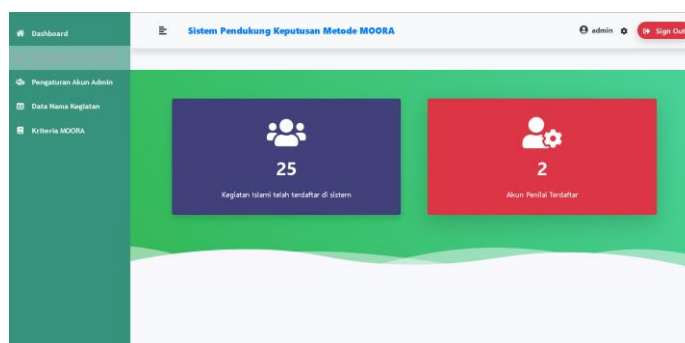 Dashboard
Sistem Pendukung Keputusan Metode MOORA
admin
Sign Out
Pengaturan Akun Admin
Data Nama Kegiatan
Kriteria MOORA
25
Kegiatan Islami telah terdaftar di sistem
2
Akun Penilai Terdaftar